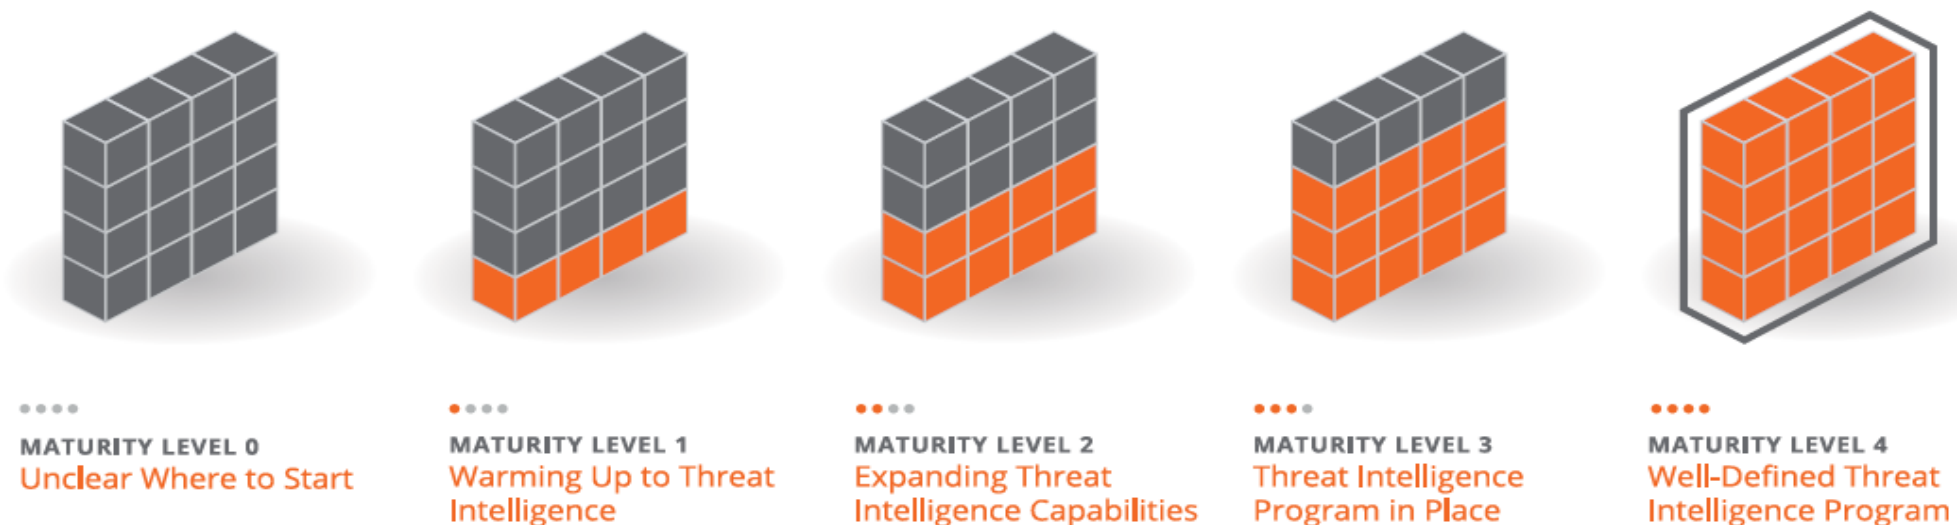 MATURITY LEVEL 0
Unclear Where to Start
MATURITY LEVEL 1
Warming Up to Threat
Intelligence
MATURITY LEVEL 2
Expanding Threat
Intelligence Capabilities
MATURITY LEVEL 3
Threat Intelligence
Program in Place
MATURITY LEVEL 4
Well-Defined Threat
Intelligence Program